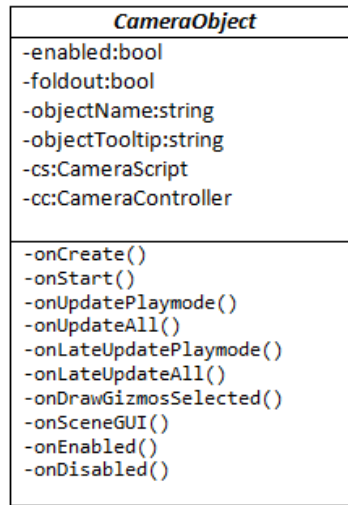 CameraObject
-enabled:bool
-foldout:bool
-objectName:string
-objectTooltip:string
-cs:CameraScript
-cc:CameraController
-onCreate()
-onStart()
-onUpdatePlaymode()
-onUpdateAll()
-onLateUpdatePlaymode()
-onLateUpdateAll()
-onDrawGizmosSelected()
-onSceneGUI()
-onEnabled()
-onDisabled()